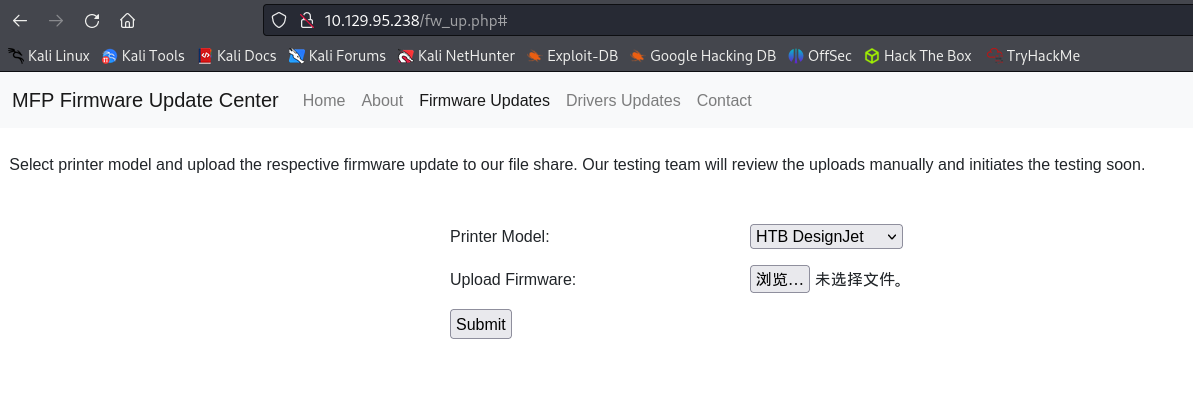 10.129.95.238/fw_up.php#
Kali Linux Kali Tools Kali Docs Kali Forums Kali NetHunter Exploit-DB Google Hacking DB OffSec Hack The Box TryHackMe
MFP Firmware Update Center Home About Firmware Updates Drivers Updates Contact
Select printer model and upload the respective firmware update to our file share. Our testing team will review the uploads manually and initiates the testing soon.
Printer Model: HTB DesignJet
Upload Firmware: 浏览... 未选择文件。
Submit